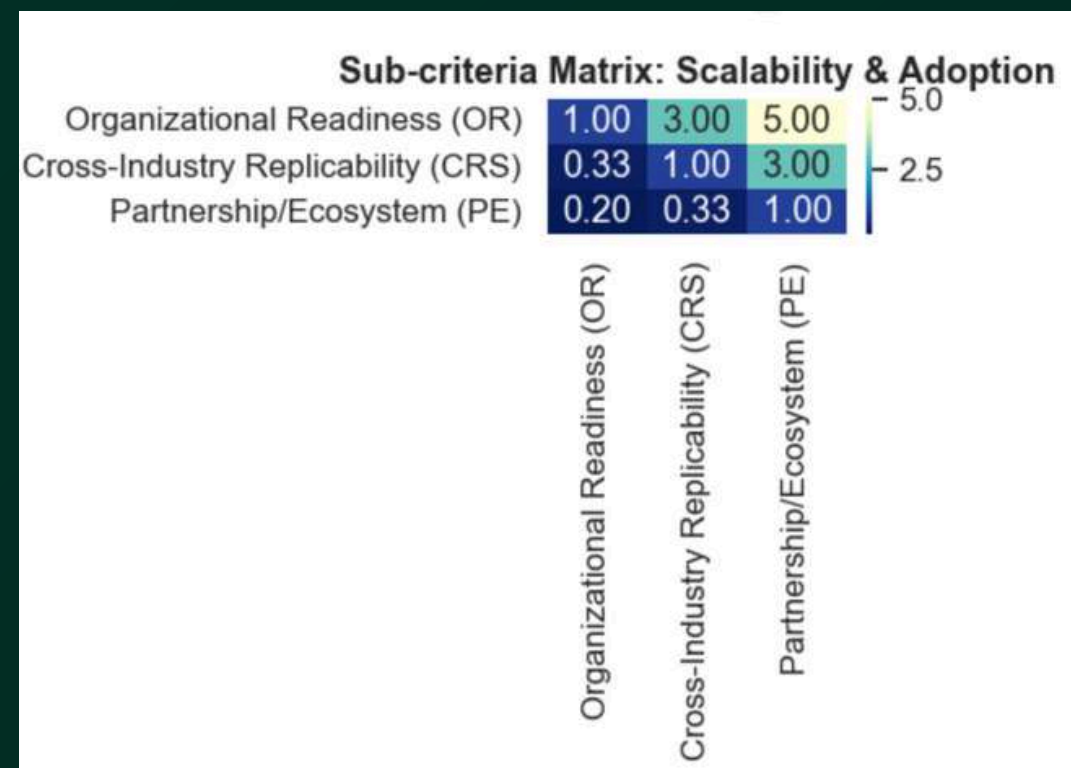 Sub-criteria Matrix: Scalability & Adoption
Organizational Readiness (OR) 1.00 3.00 5.00
Cross-Industry Replicability (CRS) 0.33 1.00 3.00
Partnership/Ecosystem (PE) 0.20 0.33 1.00
5.0
2.5
Organizational Readiness (OR)
Cross-Industry Replicability (CRS)
Partnership/Ecosystem (PE)